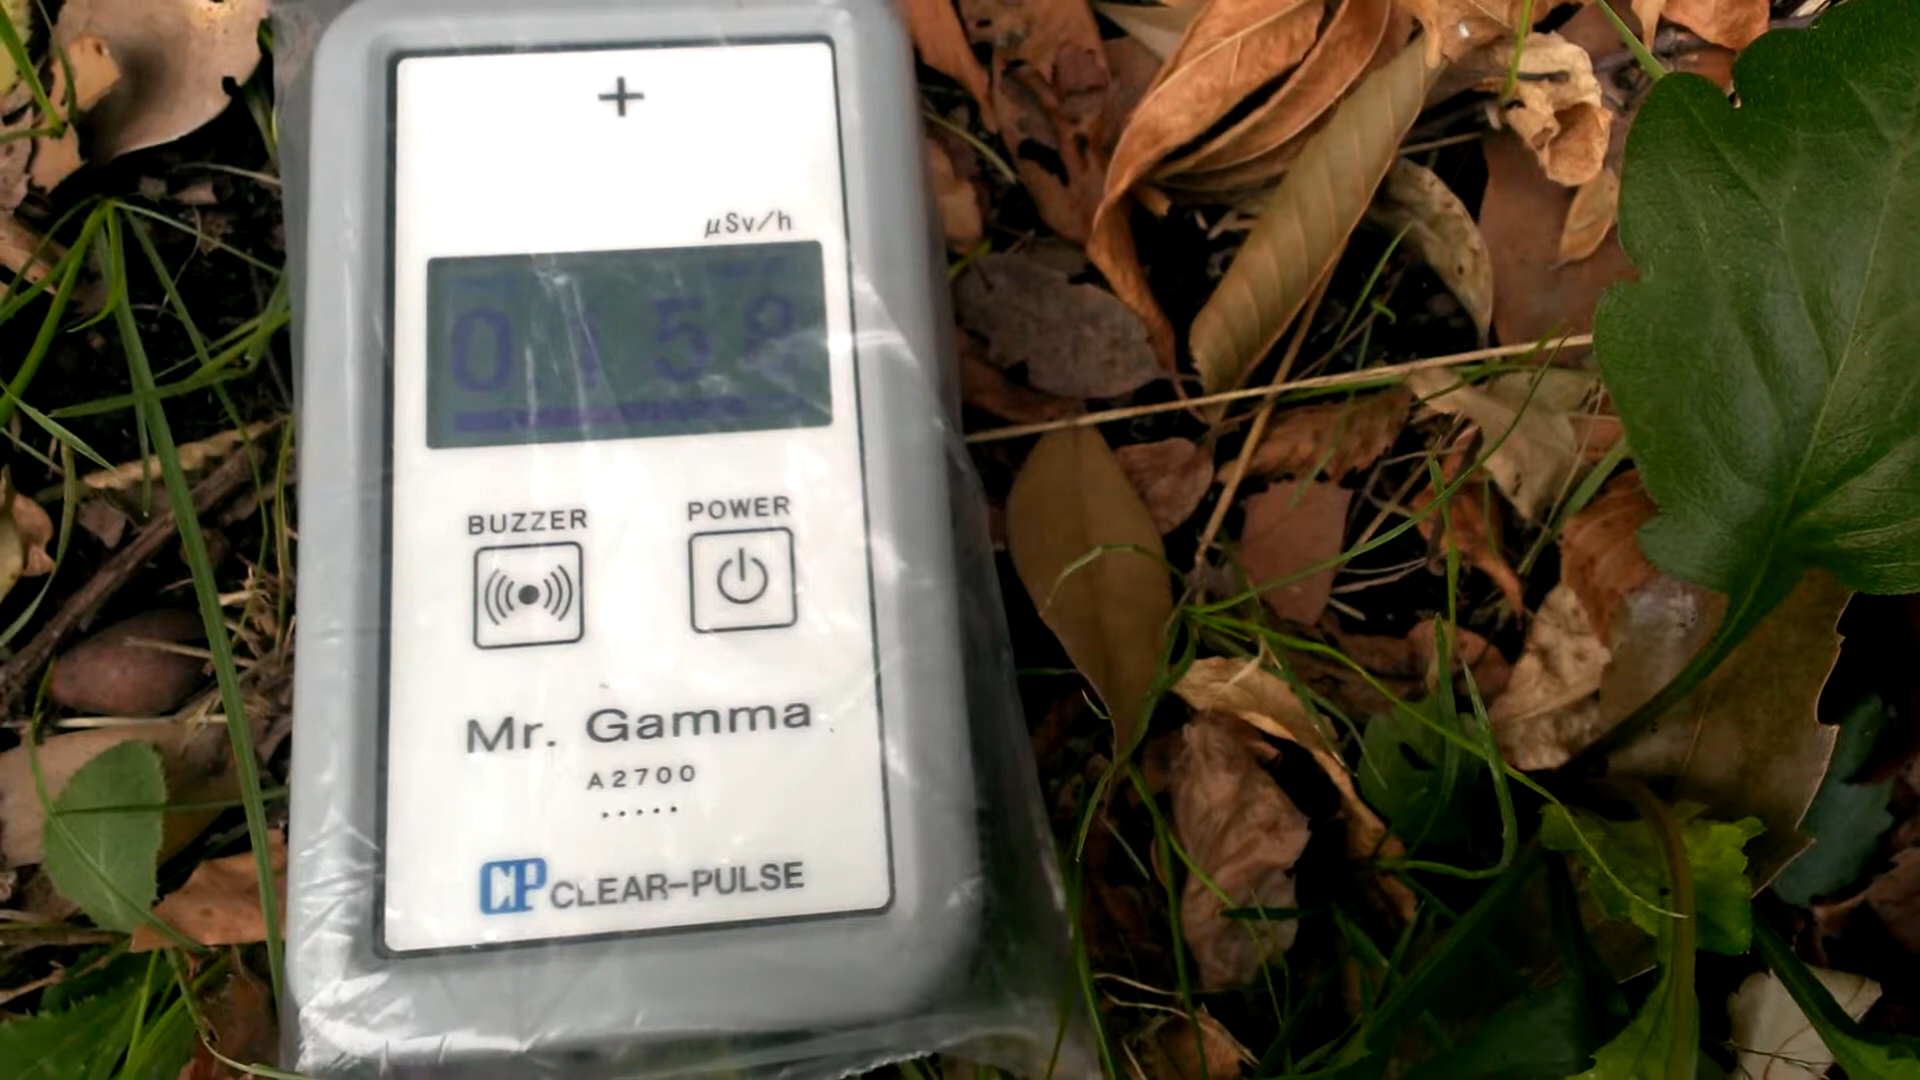 +
μSv/h
BUZZER
POWER
Mr. Gamma
A2700
CP CLEAR-PULSE